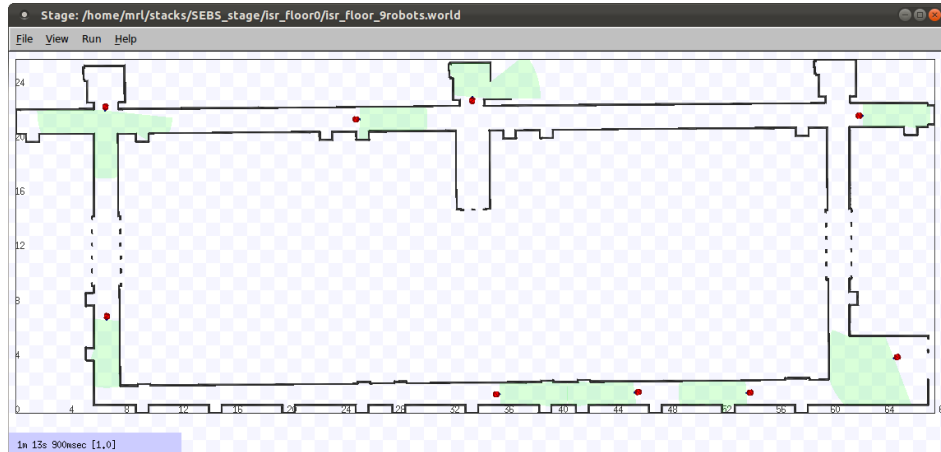 Stage: /home/mrl/stacks/SEBS_stage/isr_floor0/isr_floor_9robots.world
File View Run Help
24
20
16
12
8
4
0 4 8 12 16 20 24 28 32 36 40 44 48 52 56 60 64 6
1m 13s 900msec [1.0]